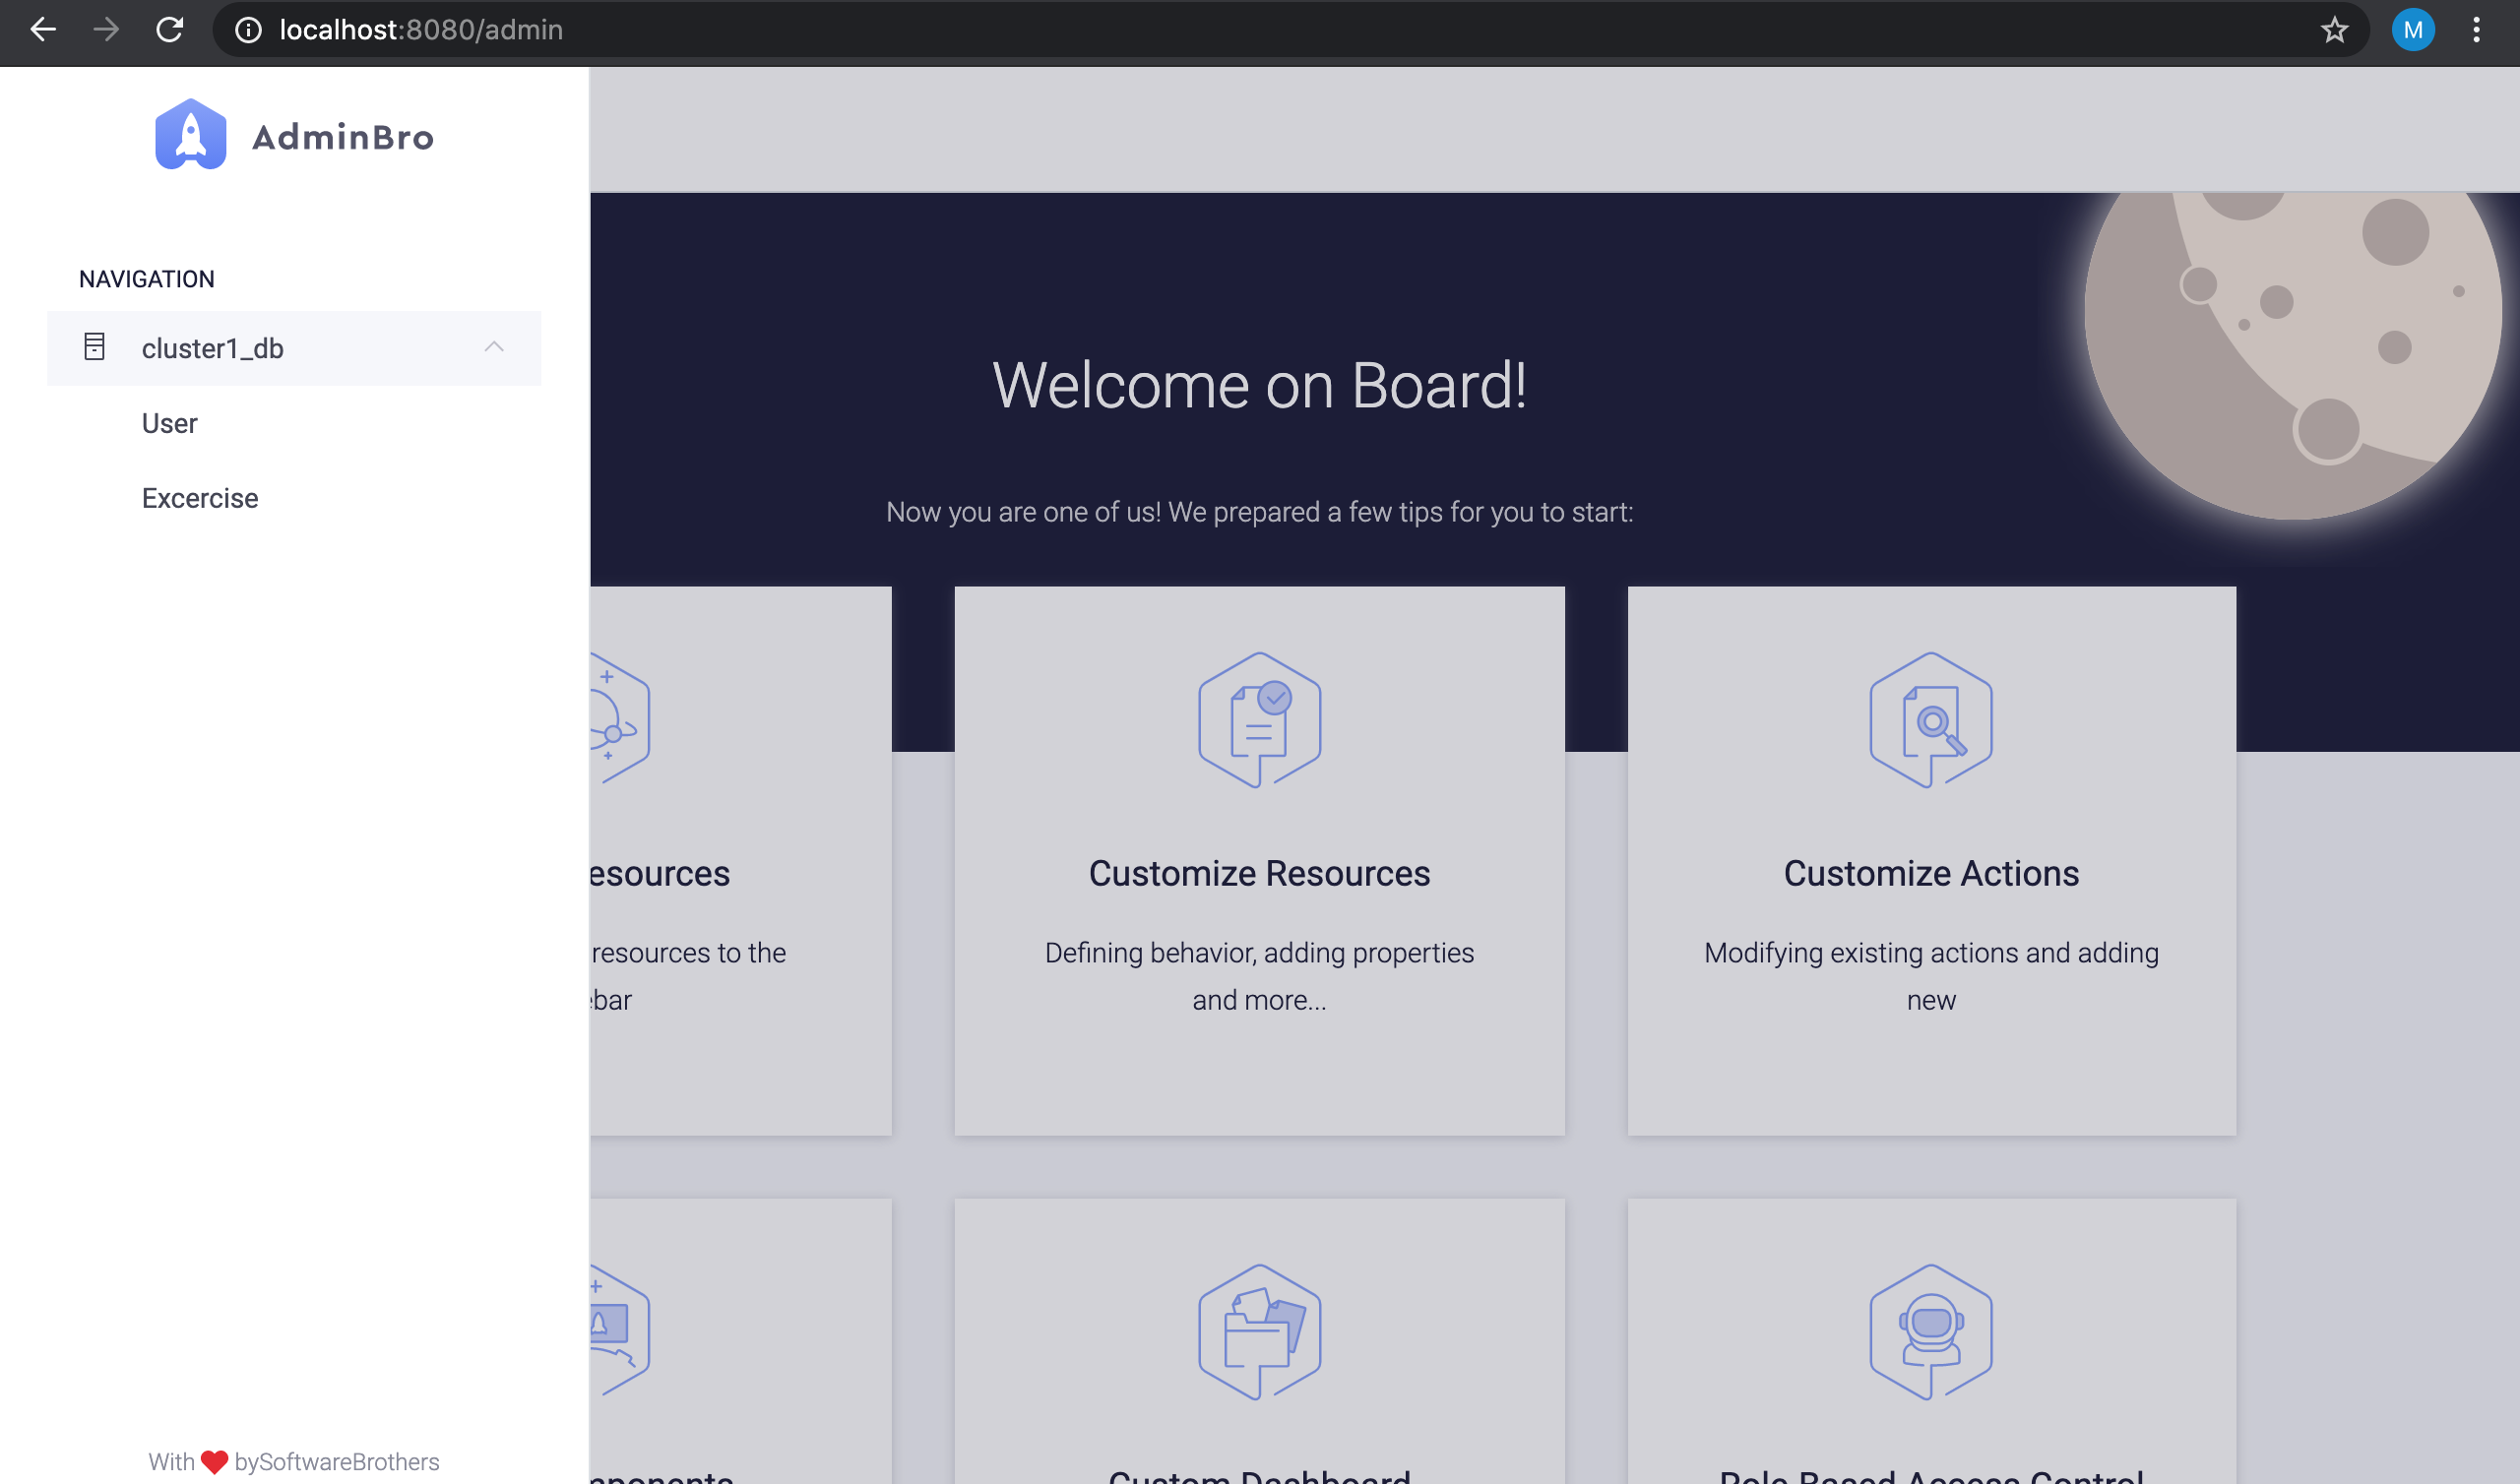 localhost:8080/admin
M
AdminBro
NAVIGATION
cluster1_db
User
Excercise
With bySoftwareBrothers
Welcome on Board!
Now you are one of us! We prepared a few tips for you to start:
esources
resources to the
ebar
Customize Resources
Defining behavior, adding properties
and more...
Customize Actions
Modifying existing actions and adding
new
mponents
Custom Dashboard
Role Based Access Control